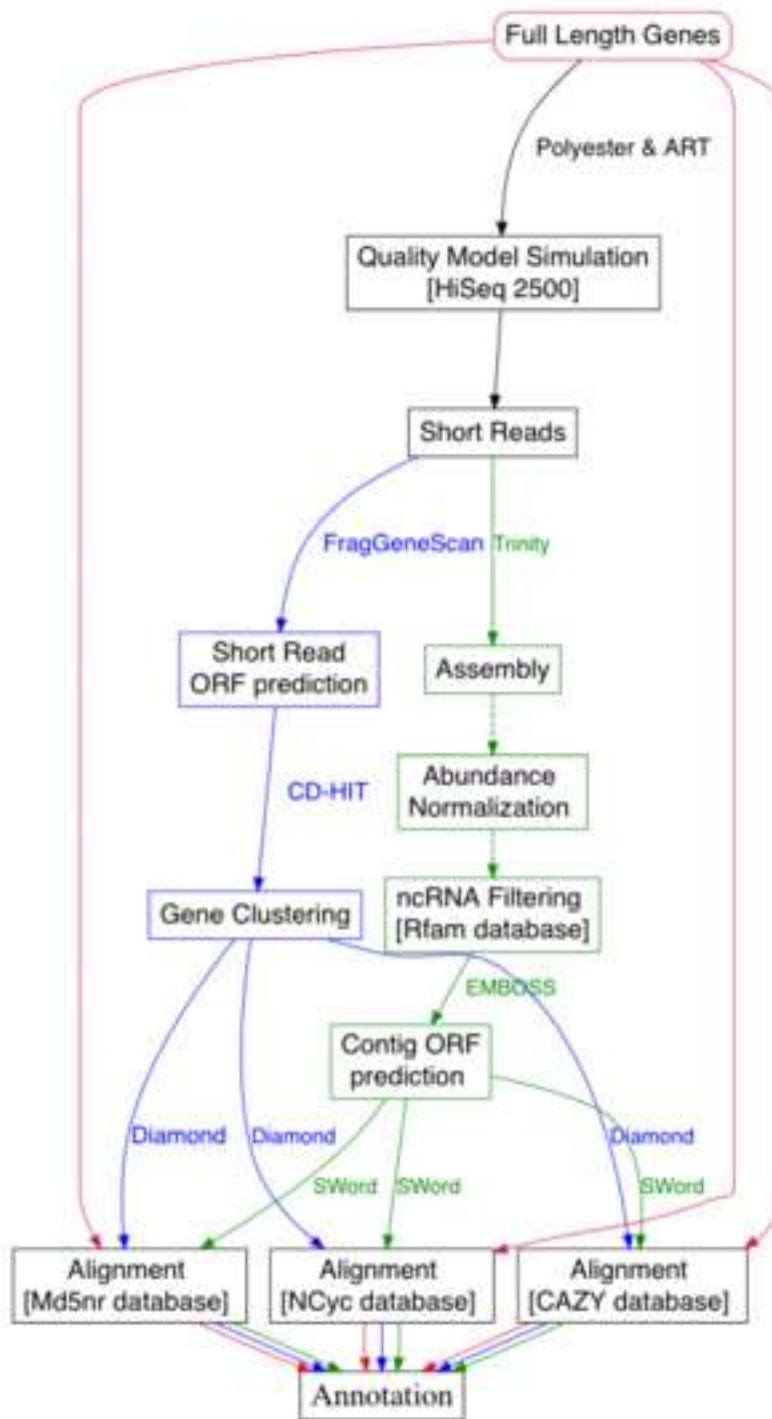 Full Length Genes
Polyester & ART
Quality Model Simulation
[HiSeq 2500]
Short Reads
FragGeneScan
Trinity
Short Read
ORF prediction
Assembly
Abundance
Normalization
CD-HIT
Gene Clustering
ncRNA Filtering
[Rfam database]
EMBOSS
Contig ORF
prediction
Diamond
Diamond
Diamond
SWord
SWord
SWord
Alignment
[Md5nr database]
Alignment
[NCyc database]
Alignment
[CAZY database]
Annotation